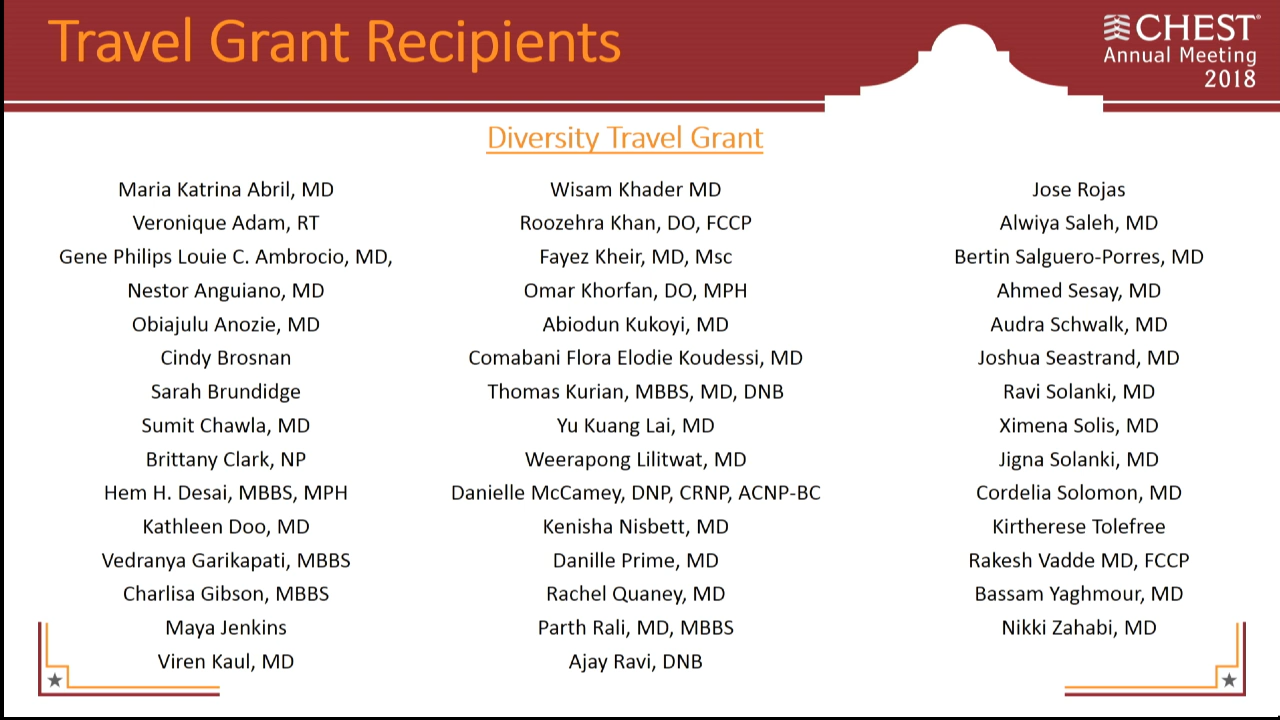 Travel Grant Recipients
CHEST
Annual Meeting
2018
Diversity Travel Grant
Maria Katrina Abril, MD
Veronique Adam, RT
Gene Philips Louie C. Ambrocio, MD,
Nestor Anguiano, MD
Obiajulu Anozie, MD
Cindy Brosnan
Sarah Brundidge
Sumit Chawla, MD
Brittany Clark, NP
Hem H. Desai, MBBS, MPH
Kathleen Doo, MD
Vedranya Garikapati, MBBS
Charlisa Gibson, MBBS
Maya Jenkins
Viren Kaul, MD
Wisam Khader MD
Roozehra Khan, DO, FCCP
Fayez Kheir, MD, Msc
Omar Khorfan, DO, MPH
Abiodun Kukoyi, MD
Comabani Flora Elodie Koudessi, MD
Thomas Kurian, MBBS, MD, DNB
Yu Kuang Lai, MD
Weerapong Lilitwat, MD
Danielle McCamey, DNP, CRNP, ACNP-BC
Kenisha Nisbett, MD
Danille Prime, MD
Rachel Quaney, MD
Parth Rali, MD, MBBS
Ajay Ravi, DNB
Jose Rojas
Alwiya Saleh, MD
Bertin Salguero-Porres, MD
Ahmed Sesay, MD
Audra Schwalk, MD
Joshua Seastrand, MD
Ravi Solanki, MD
Ximena Solis, MD
Jigna Solanki, MD
Cordelia Solomon, MD
Kirtherese Tolefree
Rakesh Vadde MD, FCCP
Bassam Yaghmour, MD
Nikki Zahabi, MD